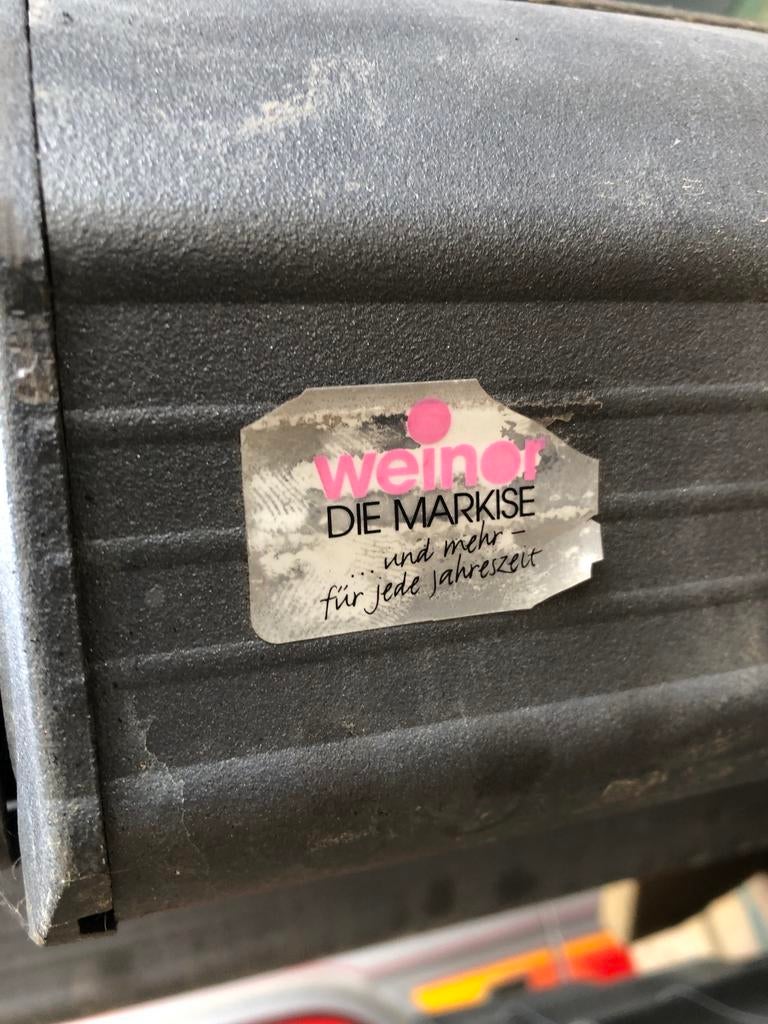 weinor
DIE MARKISE
... und mehr –
für jede Jahreszeit